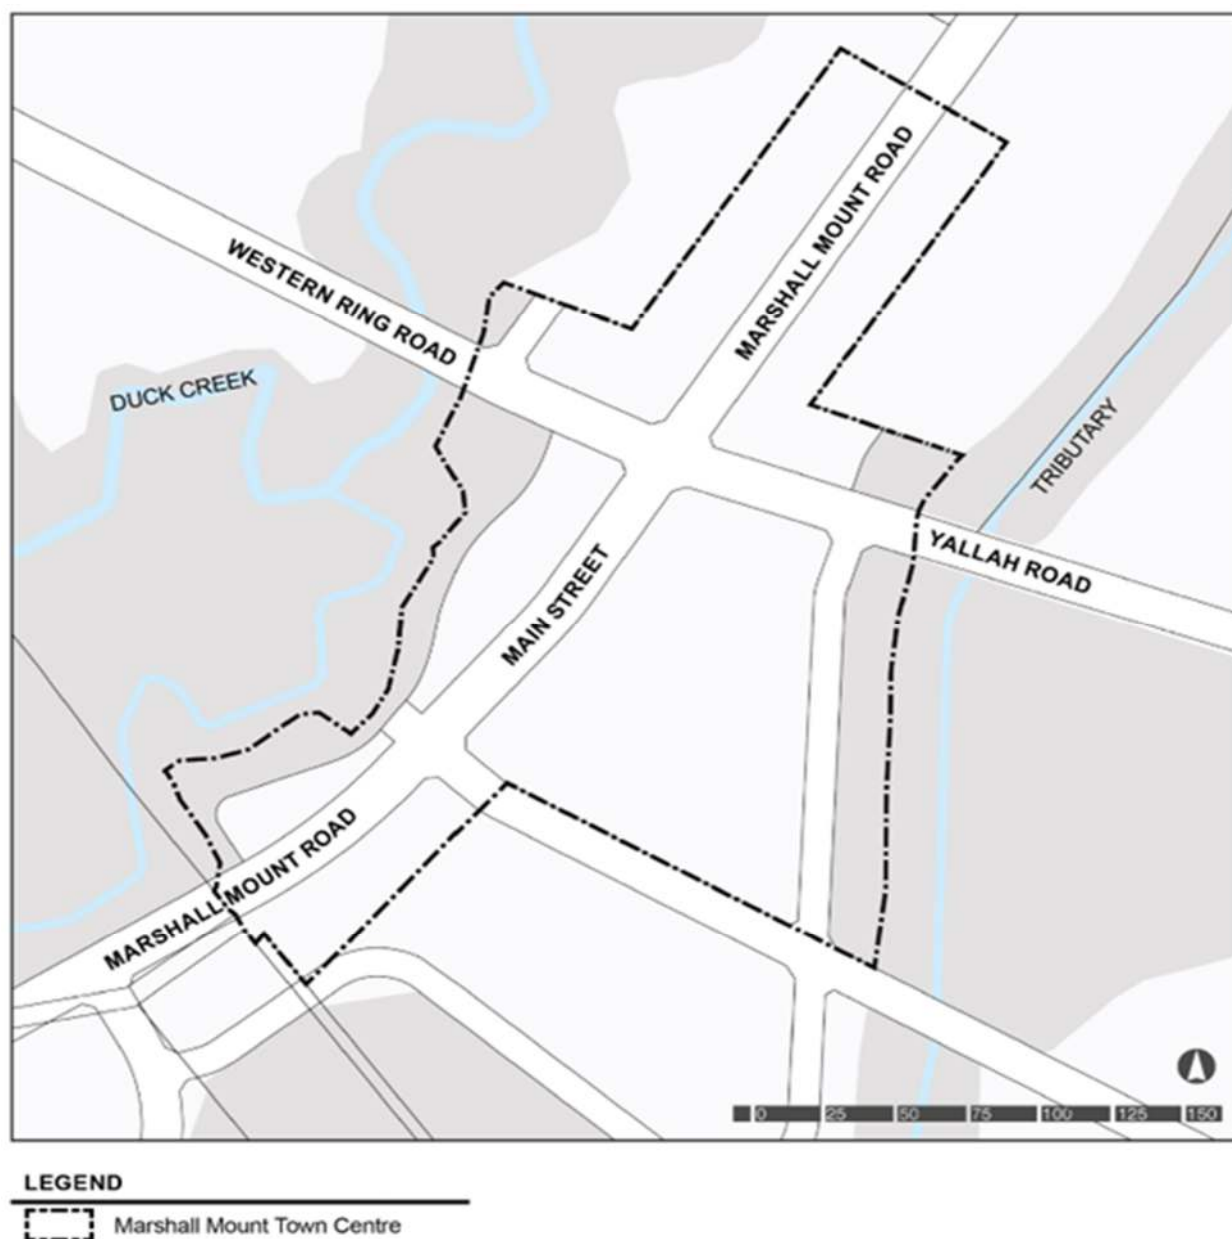 MARSHALL MOUNT ROAD
WESTERN RING ROAD
DUCK CREEK
TRIBUTARY
YALLAH ROAD
MAIN STREET
MARSHALL MOUNT ROAD
0 25 50 75 100 125 150
LEGEND
Marshall Mount Town Centre